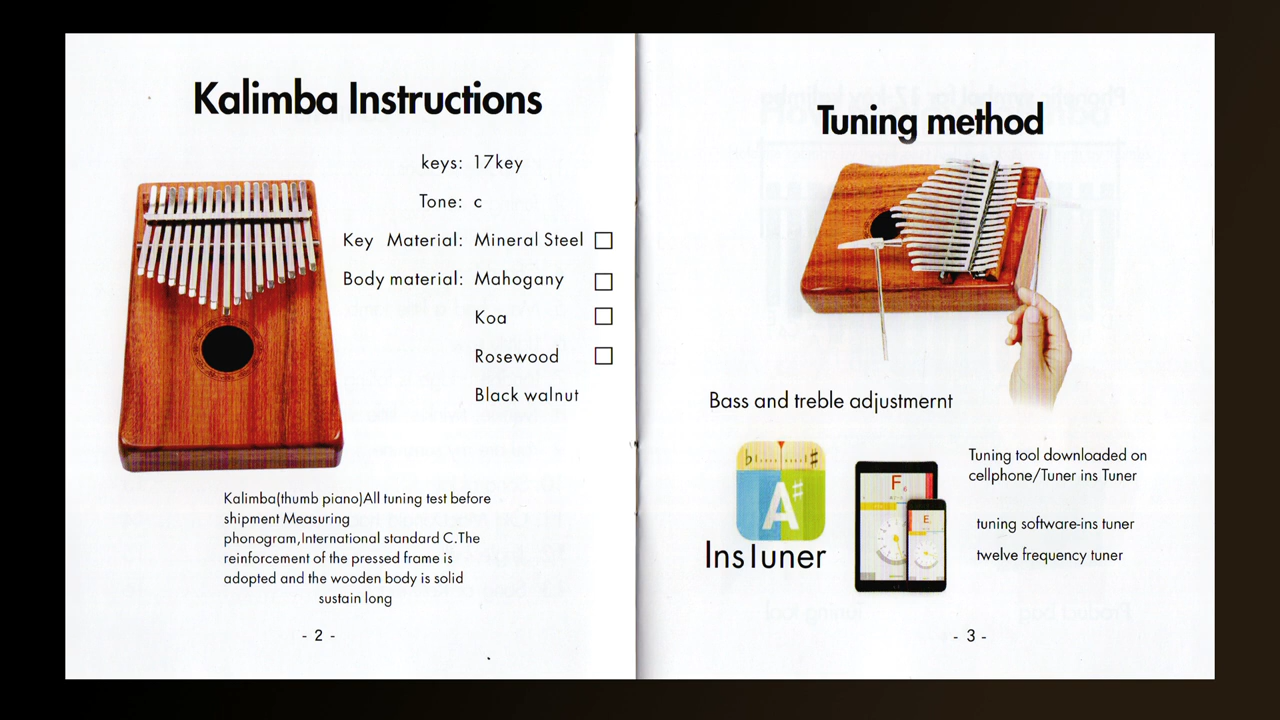 Kalimba Instructions
keys: 17key
Tone: c
Key Material: Mineral Steel
Body material: Mahogany
Koa
Rosewood
Black walnut
Kalimba(thumb piano)All tuning test before
shipment Measuring
phonogram,International standard C.The
reinforcement of the pressed frame is
adopted and the wooden body is solid
sustain long
- 2 -
Tuning method
Bass and treble adjustmernt
b ♯
A♯
InsTuner
F
E
Tuning tool downloaded on
cellphone/Tuner ins Tuner
tuning software-ins tuner
twelve frequency tuner
- 3 -